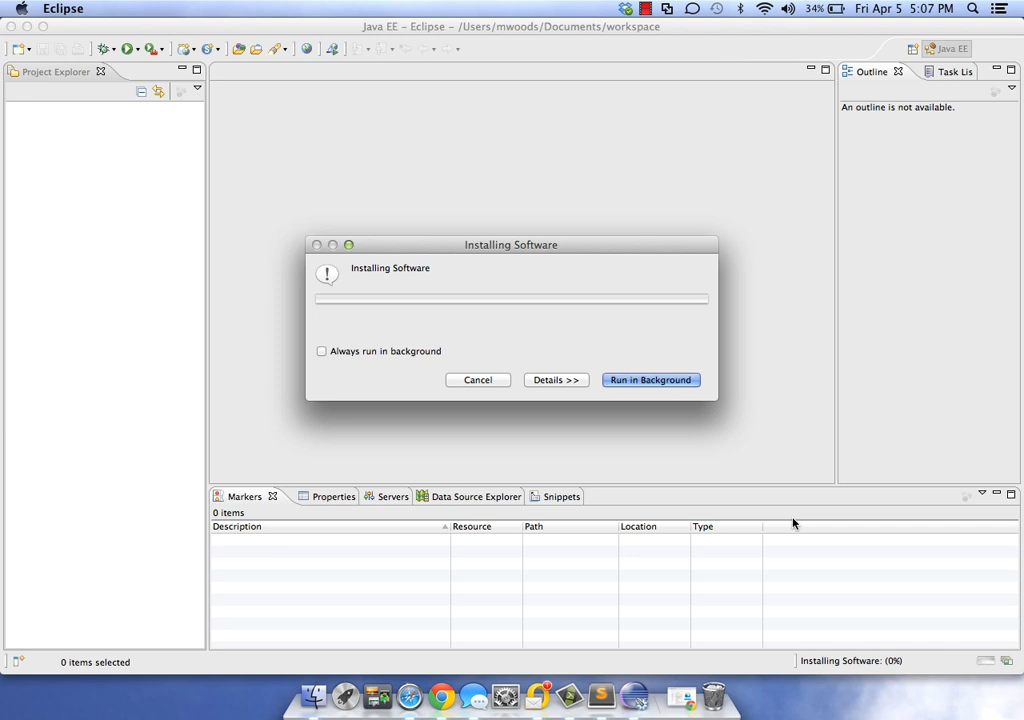 Eclipse
34%
Fri Apr 5 5:07 PM
Java EE - Eclipse - /Users/mwoods/Documents/workspace
Java EE
Project Explorer
Outline
Task Lis
An outline is not available.
Installing Software
Installing Software
Always run in background
Cancel
Details >>
Run in Background
Markers
Properties
Servers
Data Source Explorer
Snippets
0 items
Description
Resource
Path
Location
Type
0 items selected
Installing Software: (0%)